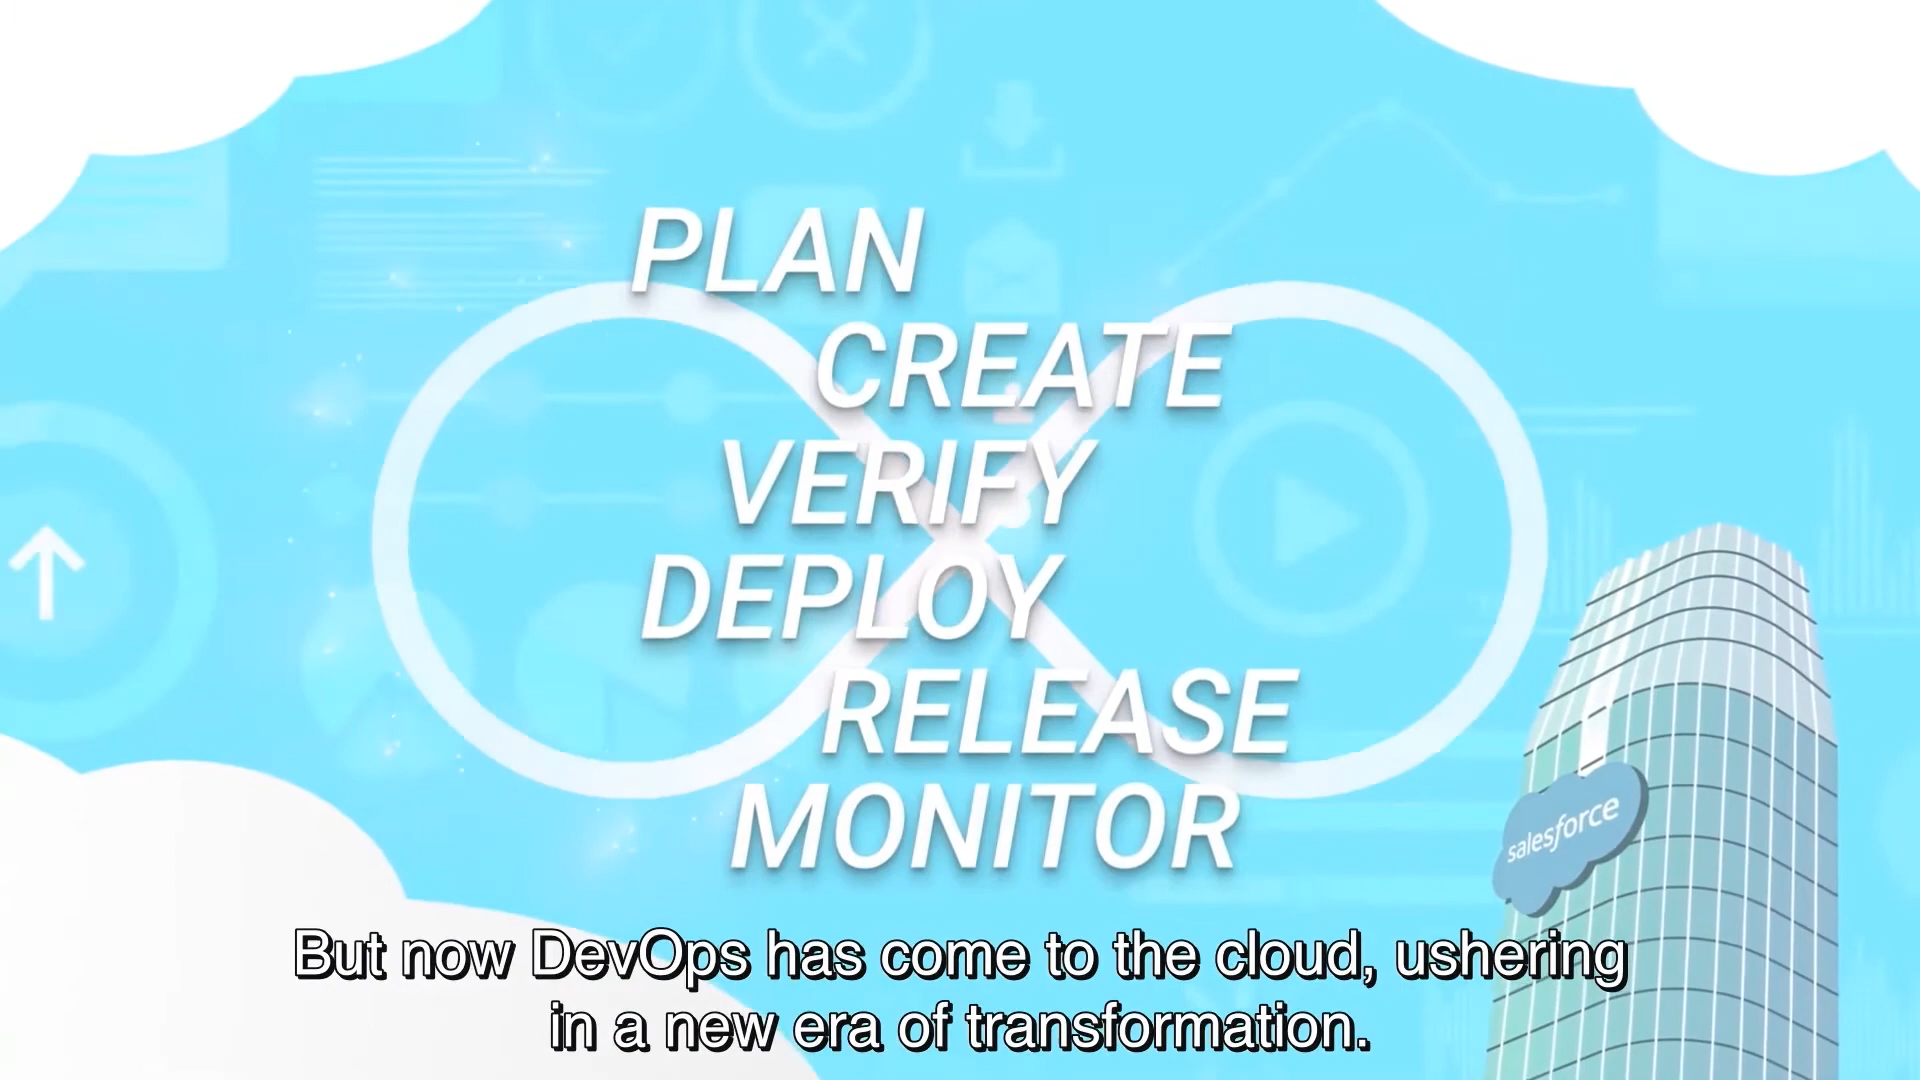 PLAN
CREATE
VERIFY
DEPLOY
RELEASE
MONITOR
salesforce
But now DevOps has come to the cloud, ushering
in a new era of transformation.